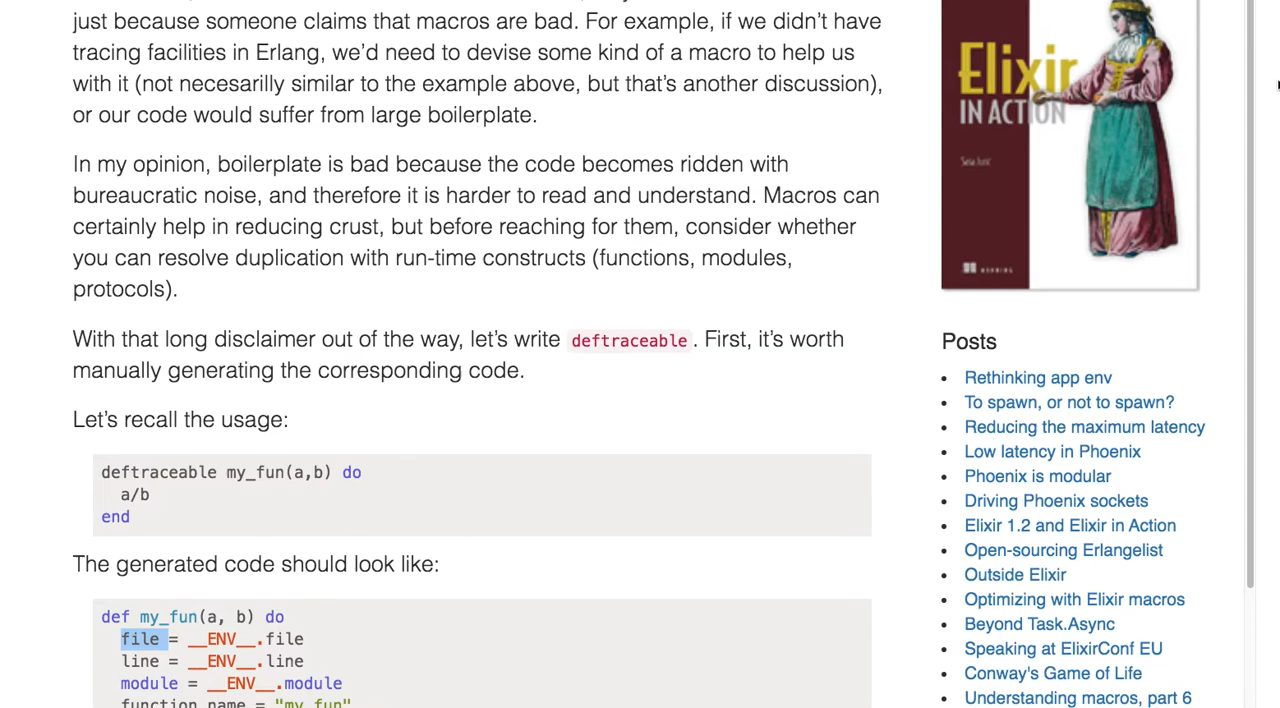 just because someone claims that macros are bad. For example, if we didn’t have
tracing facilities in Erlang, we’d need to devise some kind of a macro to help us
with it (not necesarilly similar to the example above, but that’s another discussion),
or our code would suffer from large boilerplate.
In my opinion, boilerplate is bad because the code becomes ridden with
bureaucratic noise, and therefore it is harder to read and understand. Macros can
certainly help in reducing crust, but before reaching for them, consider whether
you can resolve duplication with run-time constructs (functions, modules,
protocols).
With that long disclaimer out of the way, let’s write deftraceable. First, it’s worth
manually generating the corresponding code.
Let’s recall the usage:
deftraceable my_fun(a,b) do
a/b
end
The generated code should look like:
def my_fun(a, b) do
file = __ENV__.file
line = __ENV__.line
module = __ENV__.module
function_name = "my_fun"
Elixir
IN ACTION
Saša Jurić
MANNING
Posts
Rethinking app env
To spawn, or not to spawn?
Reducing the maximum latency
Low latency in Phoenix
Phoenix is modular
Driving Phoenix sockets
Elixir 1.2 and Elixir in Action
Open-sourcing Erlangelist
Outside Elixir
Optimizing with Elixir macros
Beyond Task.Async
Speaking at ElixirConf EU
Conway's Game of Life
Understanding macros, part 6